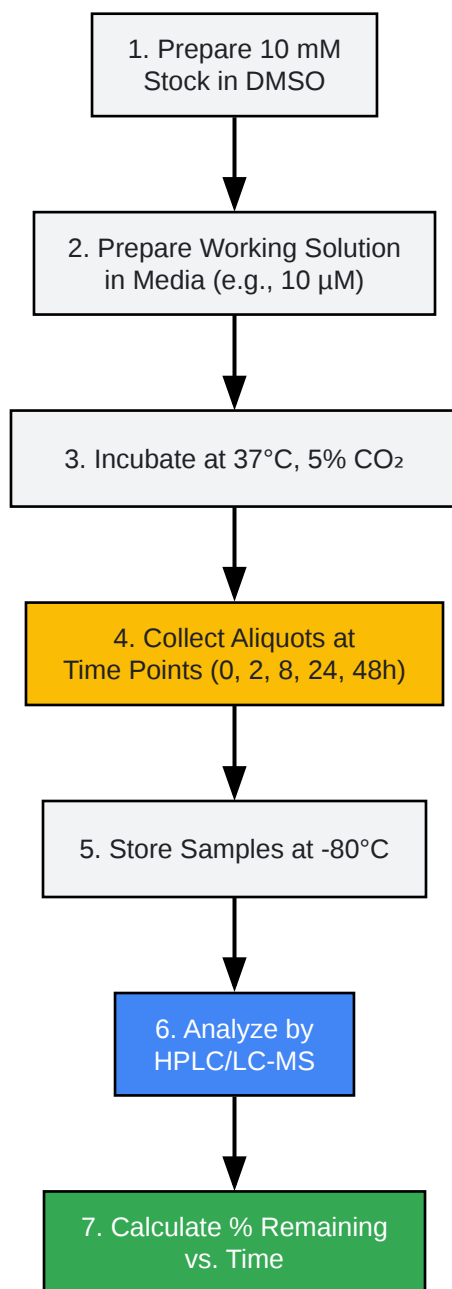 1. Prepare 10 mM
Stock in DMSO
2. Prepare Working Solution
in Media (e.g., 10 µM)
3. Incubate at 37°C, 5% CO₂
4. Collect Aliquots at
Time Points (0, 2, 8, 24, 48h)
5. Store Samples at -80°C
6. Analyze by
HPLC/LC-MS
7. Calculate % Remaining
vs. Time